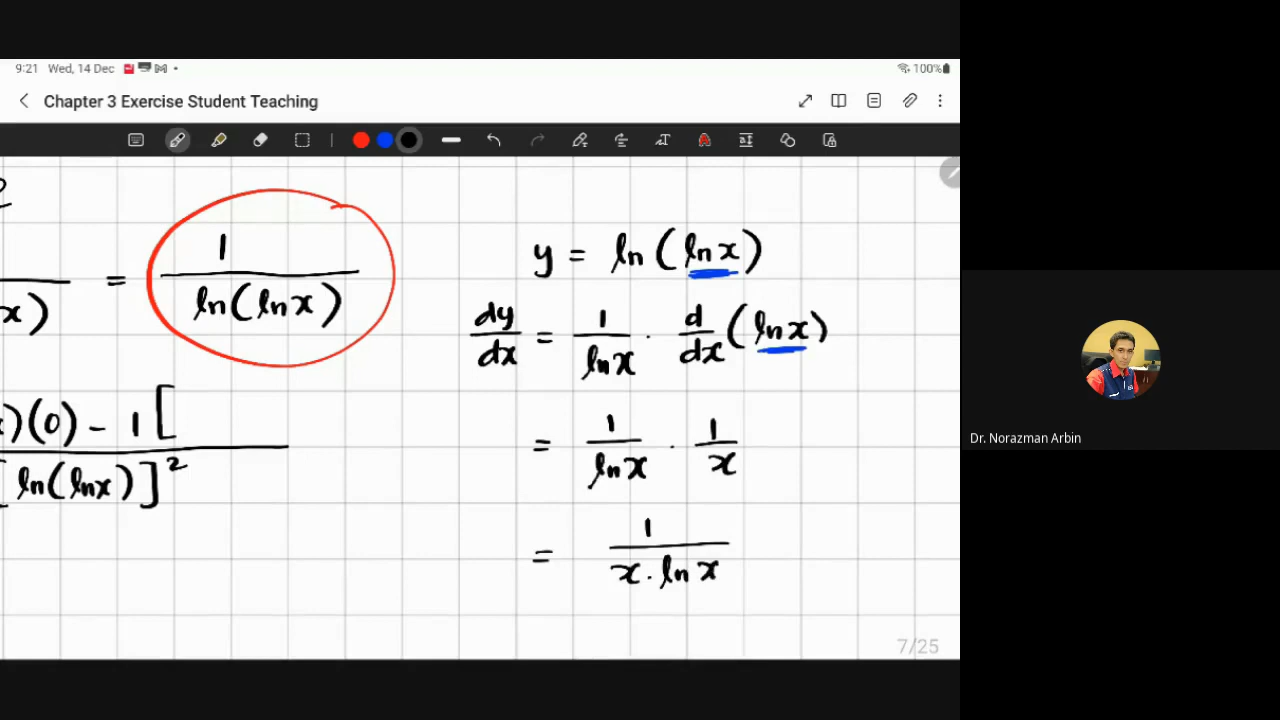 9:21 Wed, 14 Dec
100%
Chapter 3 Exercise Student Teaching
x) = 1/ln(ln x)
)(0) - 1 [
[ln(ln x)]²
y = ln(ln x)
dy/dx = 1/ln x · d/dx (ln x)
= 1/ln x · 1/x
= 1/x · ln x
7/25
Dr. Norazman Arbin